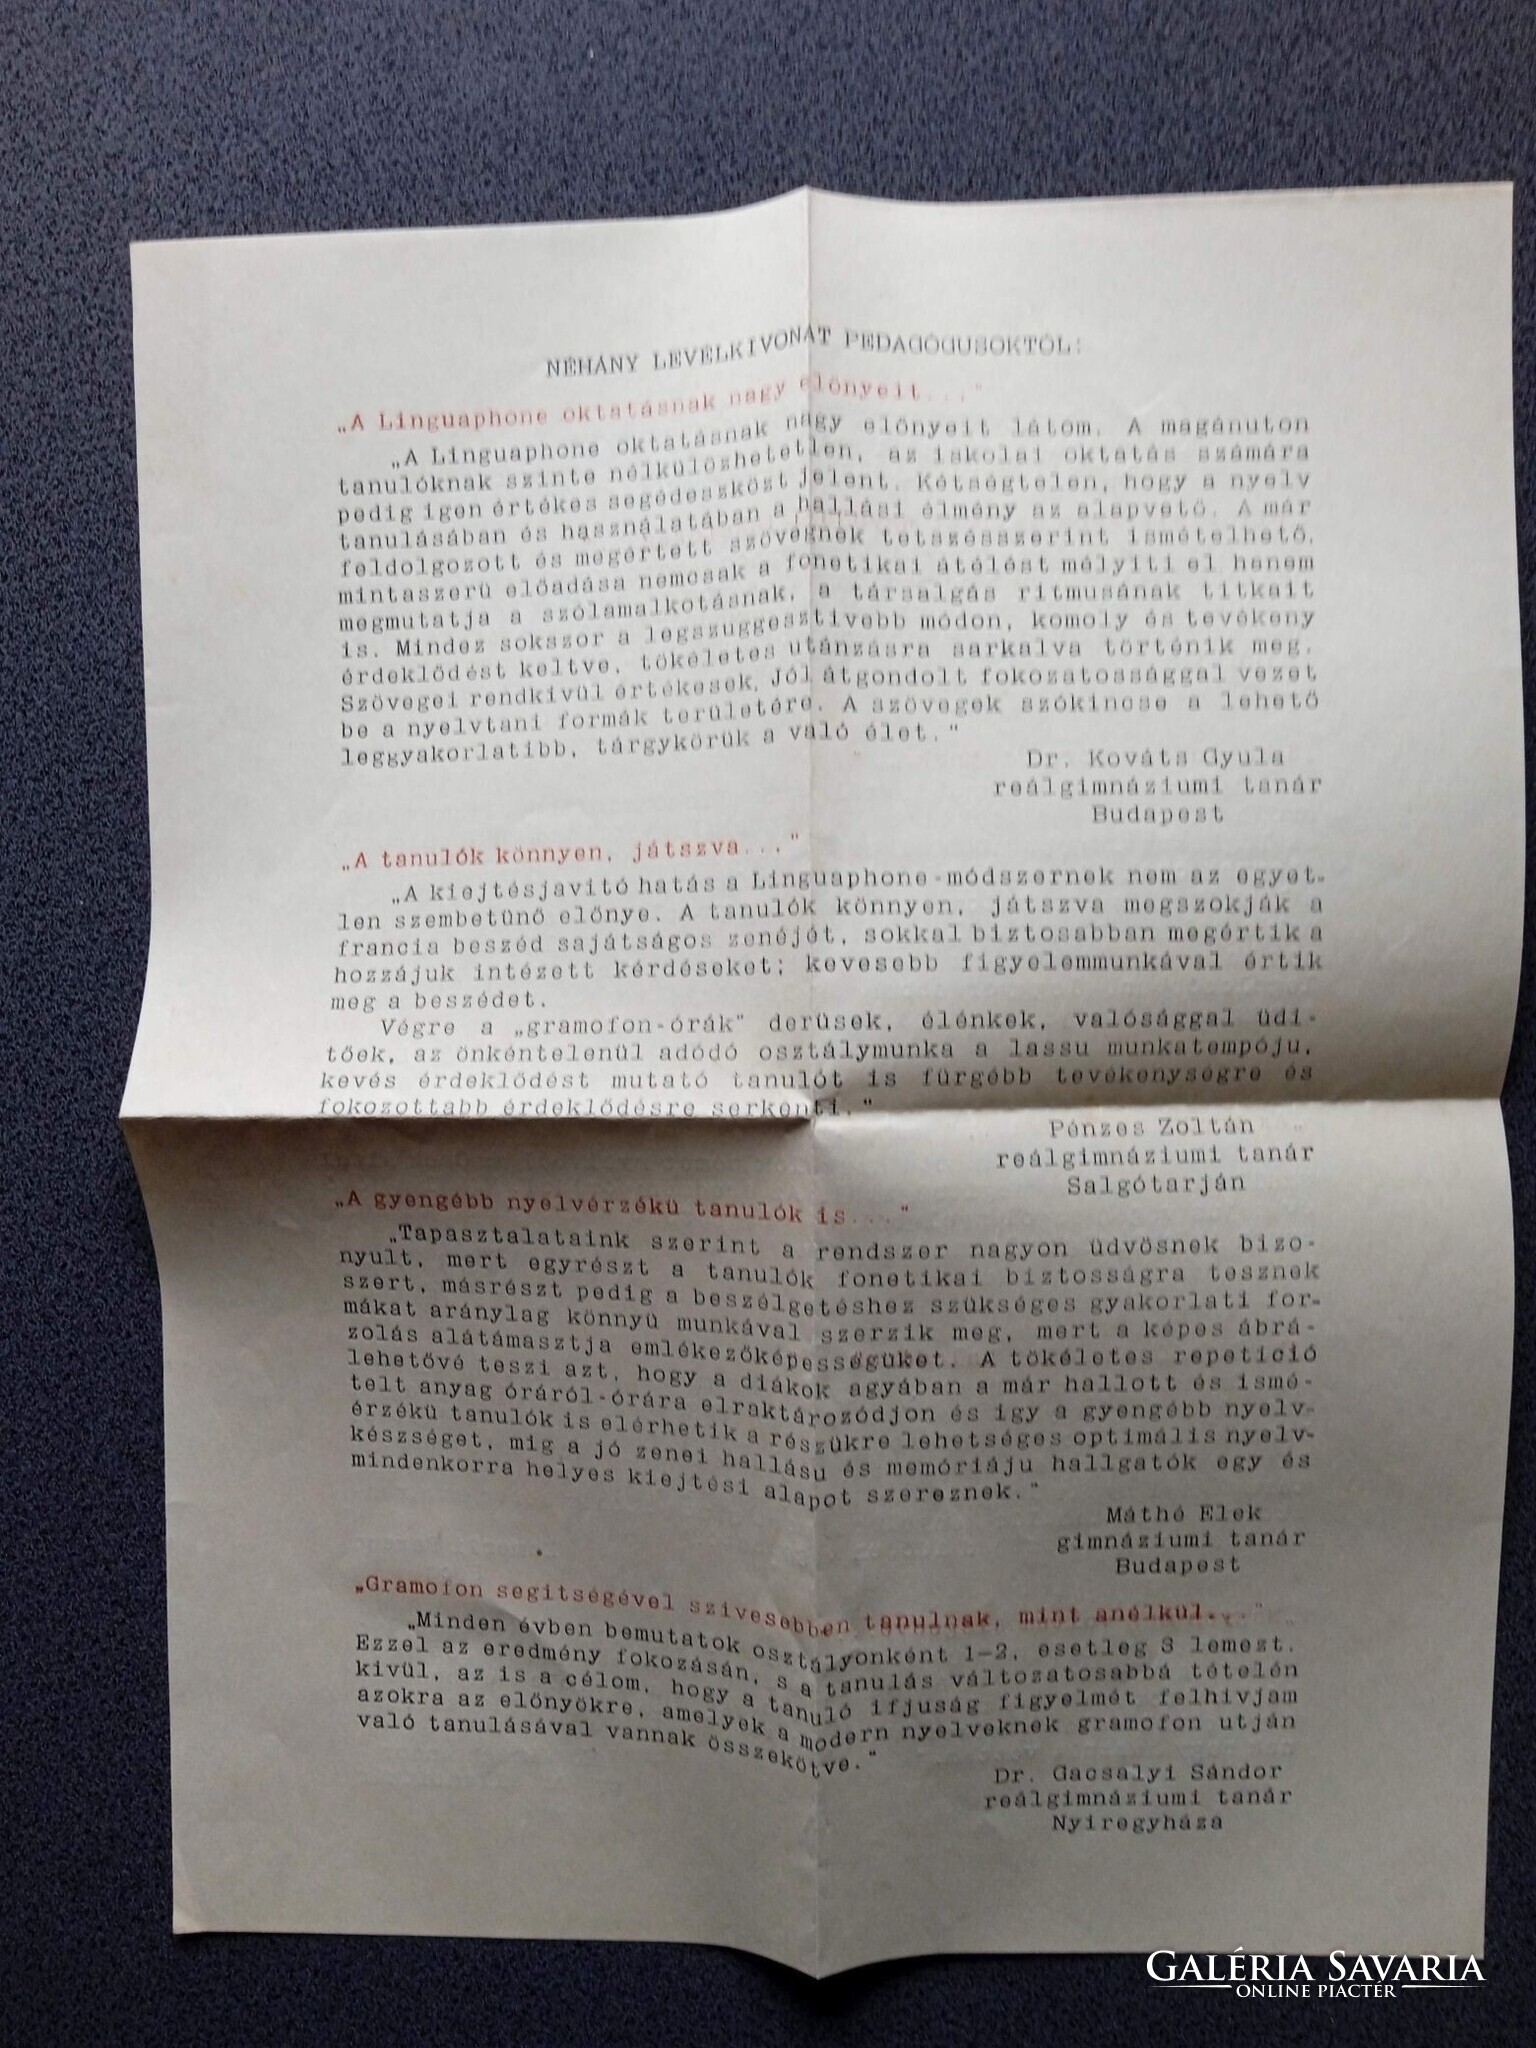 NÉHÁNY LEVÉLKIVONAT PEDAGÓGUSOKTÓL:
„A Linguaphone oktatásnak nagy előnyeit..."
„A Linguaphone oktatásnak nagy előnyeit látom. A magánuton
tanulóknak szinte nélkülözhetetlen, az iskolai oktatás számára
pedig igen értékes segédeszközt jelent. Kétségtelen, hogy a nyelv
tanulásában és használatában a hallási élmény az alapvető. A már
feldolgozott és megértett szövegnek tetszésszerint ismételhető,
mintaszerü előadása nemcsak a fonetikai átélést mélyiti el hanem
megmutatja a szólamalkotásnak, a társalgás ritmusának titkait
is. Mindez sokszor a legszuggesztivebb módon, komoly és tevékeny
érdeklődést keltve, tökéletes utánzásra sarkalva történik meg.
Szövegei rendkivül értékesek, jól átgondolt fokozatossággal vezet
be a nyelvtani formák területére. A szövegek szókincse a lehető
leggyakorlatibb, tárgykörük a való élet."
Dr. Kováts Gyula
reálgimnáziumi tanár
Budapest
„A tanulók könnyen, játszva..."
„A kiejtésjavitó hatás a Linguaphone-módszernek nem az egyet-
len szembetünő előnye. A tanulók könnyen, játszva megszokják a
francia beszéd sajátságos zenéjét, sokkal biztosabban megértik a
hozzájuk intézett kérdéseket; kevesebb figyelemmunkával értik
meg a beszédet.
Végre a „gramofon-órák" derüsek, élénkek, valósággal üdi-
tőek, az önkéntelenül adódó osztálymunka a lassu munkatempóju,
kevés érdeklődést mutató tanulót is fürgébb tevékenységre és
fokozottabb érdeklődésre serkenti."
Pénzes Zoltán
reálgimnáziumi tanár
Salgótarján
„A gyengébb nyelvérzékü tanulók is..."
„Tapasztalataink szerint a rendszer nagyon üdvösnek bizo-
nyult, mert egyrészt a tanulók fonetikai biztosságra tesznek
szert, másrészt pedig a beszélgetéshez szükséges gyakorlati for-
mákat aránylag könnyü munkával szerzik meg, mert a képes ábrá-
zolás alátámasztja emlékezőképességüket. A tökéletes repetició
lehetővé teszi azt, hogy a diákok agyában a már hallott és ismé-
telt anyag óráról-órára elraktározódjon és igy a gyengébb nyelv-
érzékü tanulók is elérhetik a részükre lehetséges optimális nyelv-
készséget, mig a jó zenei hallásu és memóriáju hallgatók egy és
mindenkorra helyes kiejtési alapot szereznek."
Máthé Elek
gimnáziumi tanár
Budapest
„Gramofon segitségével szivesebben tanulnak, mint anélkül..."
„Minden évben bemutatok osztályonként 1–2, esetleg 3 lemezt.
Ezzel az eredmény fokozásán, s a tanulás változatosabbá tételén
kivül, az is a célom, hogy a tanuló ifjuság figyelmét felhivjam
azokra az előnyökre, amelyek a modern nyelveknek gramofon utján
való tanulásával vannak összekötve."
Dr. Gacsályi Sándor
reálgimnáziumi tanár
Nyiregyháza
GALÉRIA SAVARIA
ONLINE PIACTÉR